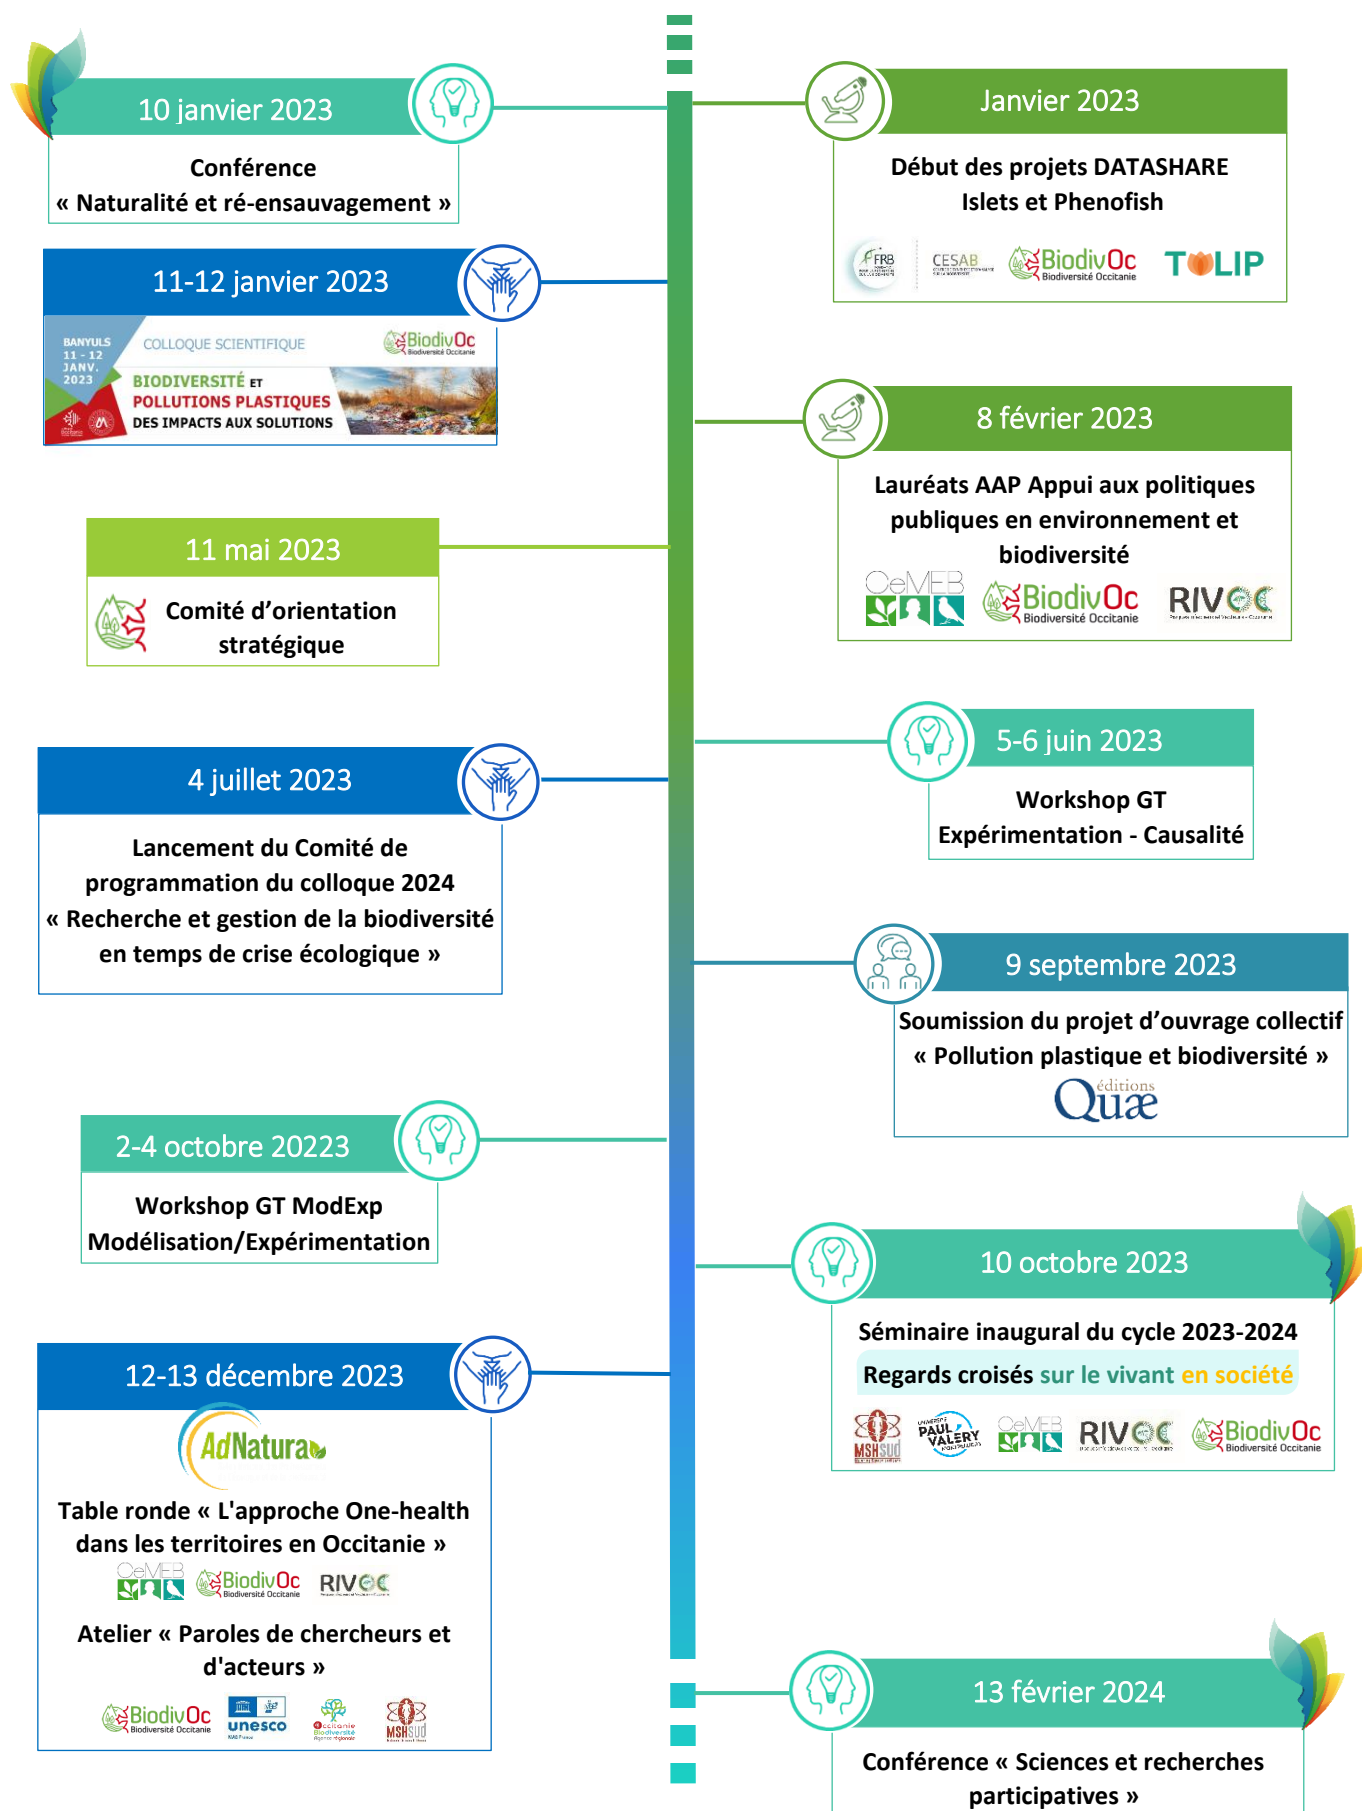 10 janvier 2023
Conférence
« Naturalité et ré-ensauvagement »
Janvier 2023
Début des projets DATASHARE
Islets et Phenofish
FRB
CESAB
BiodivOc
Biodiversité Occitanie
TULIP
11-12 janvier 2023
BANYULS
11 - 12
JANV.
2023
COLLOQUE SCIENTIFIQUE
BiodivOc
Biodiversité Occitanie
BIODIVERSITÉ ET
POLLUTIONS PLASTIQUES
DES IMPACTS AUX SOLUTIONS
8 février 2023
Lauréats AAP Appui aux politiques
publiques en environnement et
biodiversité
CeMEB
BiodivOc
Biodiversité Occitanie
RIVOC
11 mai 2023
Comité d'orientation
stratégique
5-6 juin 2023
Workshop GT
Expérimentation - Causalité
4 juillet 2023
Lancement du Comité de
programmation du colloque 2024
« Recherche et gestion de la biodiversité
en temps de crise écologique »
9 septembre 2023
Soumission du projet d'ouvrage collectif
« Pollution plastique et biodiversité »
éditions
Quæ
2-4 octobre 20223
Workshop GT ModExp
Modélisation/Expérimentation
10 octobre 2023
Séminaire inaugural du cycle 2023-2024
Regards croisés sur le vivant en société
MSHSUD
UNIVERSITÉ
PAUL
VALÉRY
CeMEB
RIVOC
BiodivOc
Biodiversité Occitanie
12-13 décembre 2023
AdNatura
Table ronde « L'approche One-health
dans les territoires en Occitanie »
CeMEB
BiodivOc
Biodiversité Occitanie
RIVOC
Atelier « Paroles de chercheurs et
d'acteurs »
BiodivOc
Biodiversité Occitanie
unesco
MAB France
Occitanie
Biodiversité
Agence régionale
MSHSUD
13 février 2024
Conférence « Sciences et recherches
participatives »